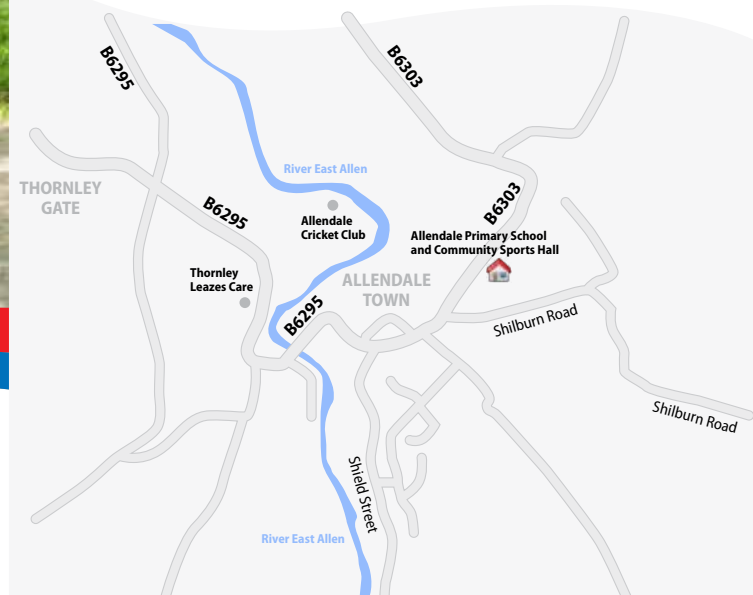 B6295
B6303
River East Allen
THORNLEY
GATE
B6295
B6303
Allendale
Cricket Club
Allendale Primary School
and Community Sports Hall
Thornley
Leazes Care
ALLENDALE
TOWN
B6295
Shilburn Road
Shilburn Road
Shield Street
River East Allen